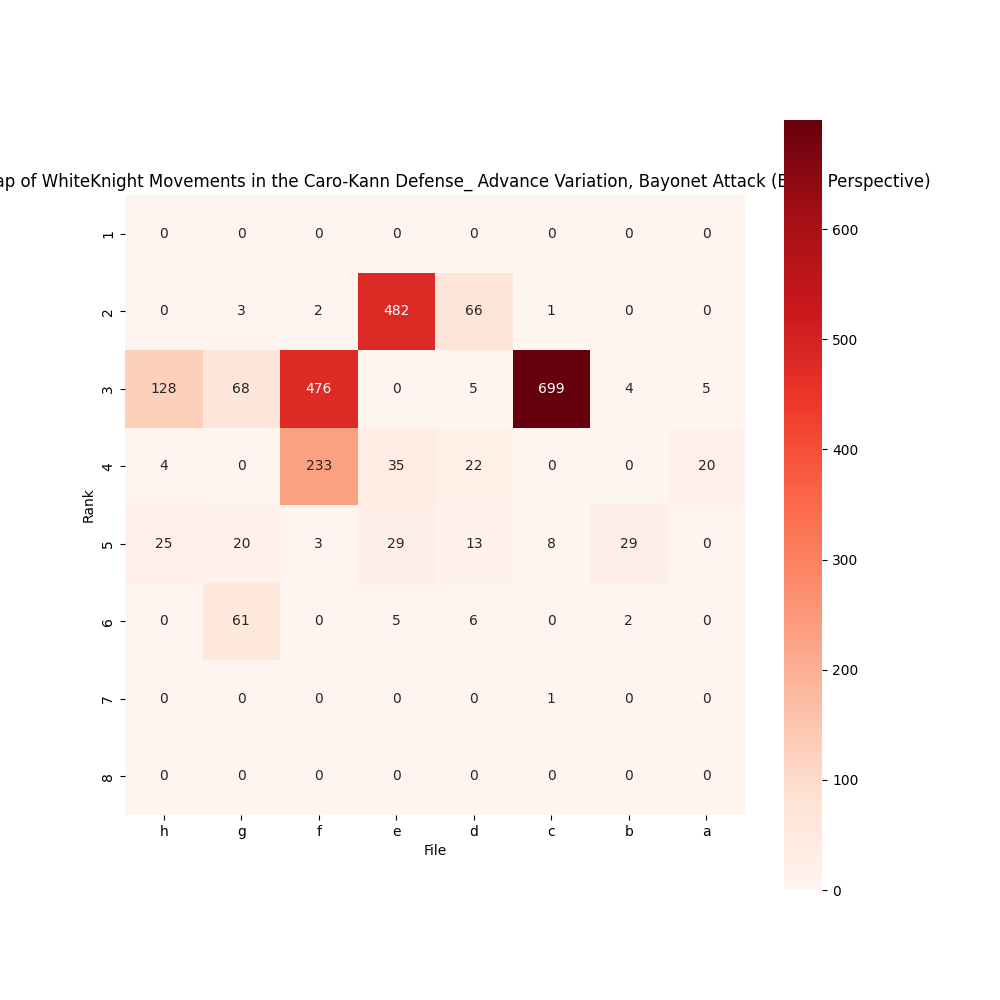 ap of WhiteKnight Movements in the Caro-Kann Defense_ Advance Variation, Bayonet Attack ( Perspective)
1 0 0 0 0 0 0 0 0
2 0 3 2 482 66 1 0 0
3 128 68 476 0 5 699 4 5
4 4 0 233 35 22 0 0 20
5 25 20 3 29 13 8 29 0
6 0 61 0 5 6 0 2 0
7 0 0 0 0 0 1 0 0
8 0 0 0 0 0 0 0 0
h g f e d c b a
File
Rank
600
500
400
300
200
100
0